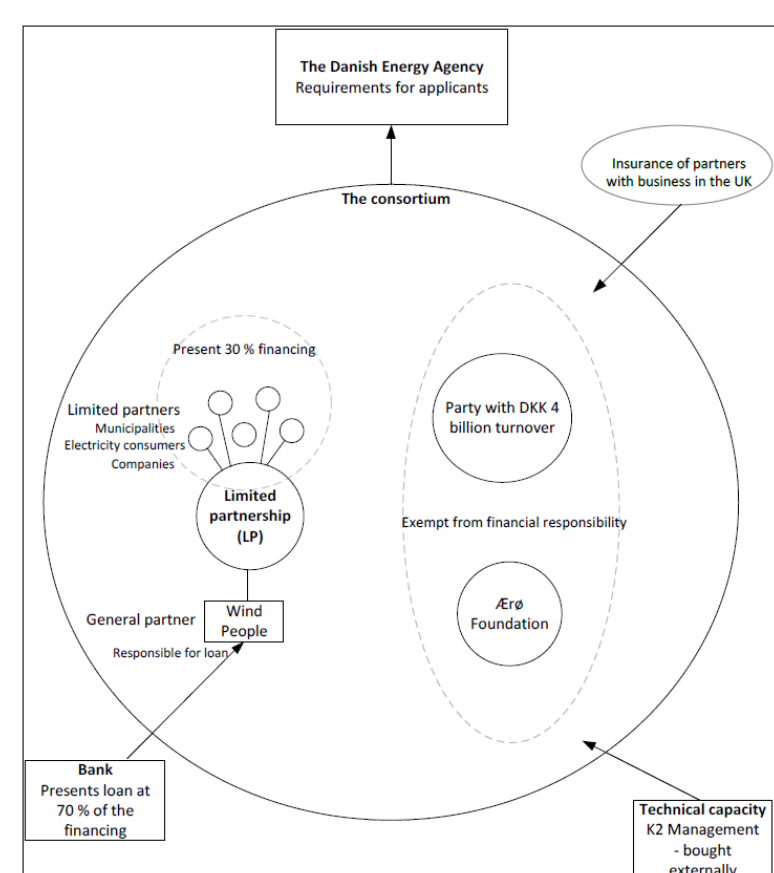 The Danish Energy Agency
Requirements for applicants
Insurance of partners
with business in the UK
The consortium
Present 30 % financing
Limited partners
Municipalities
Electricity consumers
Companies
Party with DKK 4
billion turnover
Limited
partnership
(LP)
Exempt from financial responsibility
General partner
Wind
People
Responsible for loan
Ærø
Foundation
Bank
Presents loan at
70 % of the
financing
Technical capacity
K2 Management
- bought
externally